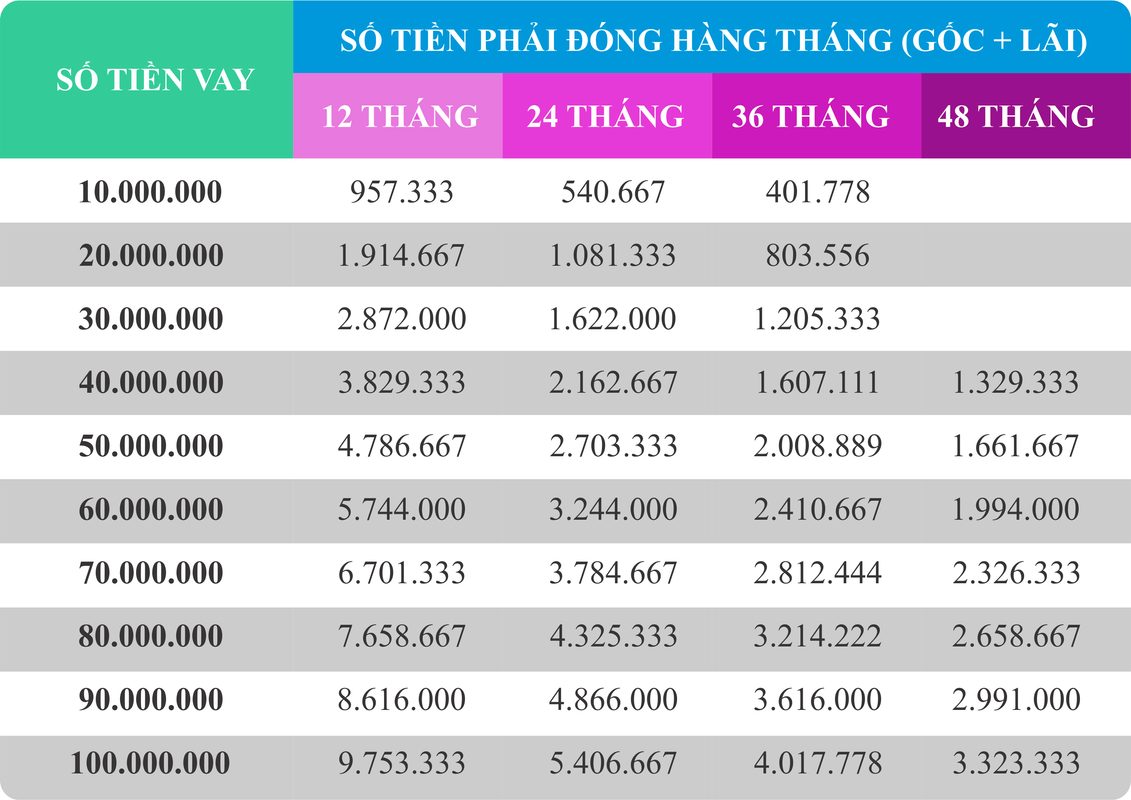 SỐ TIỀN VAY
SỐ TIỀN PHẢI ĐÓNG HÀNG THÁNG (GỐC + LÃI)
12 THÁNG 24 THÁNG 36 THÁNG 48 THÁNG
10.000.000 957.333 540.667 401.778
20.000.000 1.914.667 1.081.333 803.556
30.000.000 2.872.000 1.622.000 1.205.333
40.000.000 3.829.333 2.162.667 1.607.111 1.329.333
50.000.000 4.786.667 2.703.333 2.008.889 1.661.667
60.000.000 5.744.000 3.244.000 2.410.667 1.994.000
70.000.000 6.701.333 3.784.667 2.812.444 2.326.333
80.000.000 7.658.667 4.325.333 3.214.222 2.658.667
90.000.000 8.616.000 4.866.000 3.616.000 2.991.000
100.000.000 9.753.333 5.406.667 4.017.778 3.323.333